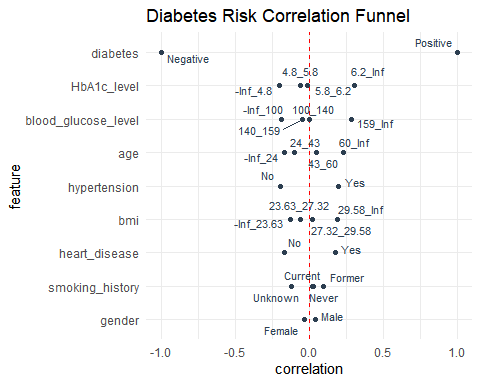 Diabetes Risk Correlation Funnel
feature
diabetes
Negative
Positive
HbA1c_level
-Inf_4.8
4.8_5.8
5.8_6.2
6.2_Inf
blood_glucose_level
-Inf_100
100_140
140_159
159_Inf
age
-Inf_24
24_43
43_60
60_Inf
hypertension
No
Yes
bmi
-Inf_23.63
23.63_27.32
27.32_29.58
29.58_Inf
heart_disease
No
Yes
smoking_history
Current
Former
Unknown
Never
gender
Female
Male
-1.0
-0.5
0.0
0.5
1.0
correlation